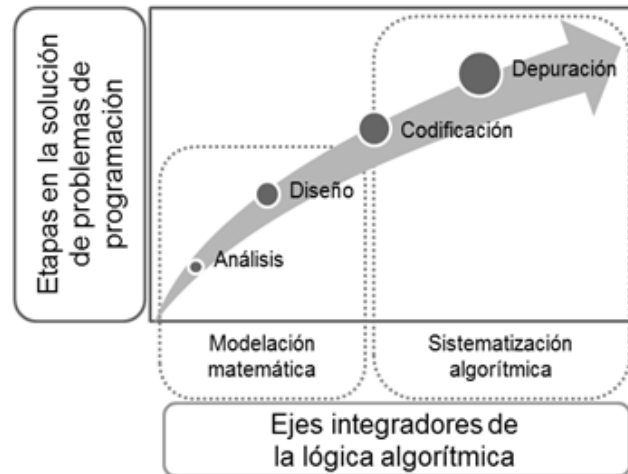 Etapas en la solución
de problemas de
programación
Depuración
Codificación
Diseño
Análisis
Modelación
matemática
Sistematización
algorítmica
Ejes integradores de
la lógica algorítmica